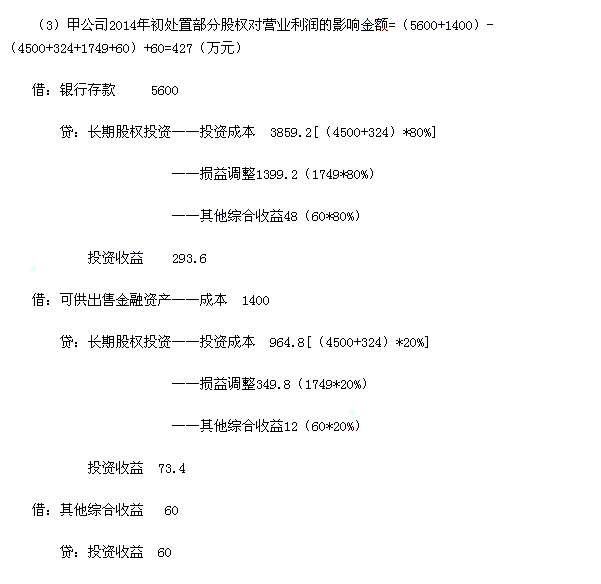 （3）甲公司2014年初处置部分股权对营业利润的影响金额=（5600+1400）-
（4500+324+1749+60）+60=427（万元）
借：银行存款 5600
贷：长期股权投资——投资成本 3859.2[（4500+324）*80%]
——损益调整1399.2（1749*80%）
——其他综合收益48（60*80%）
投资收益 293.6
借：可供出售金融资产——成本 1400
贷：长期股权投资——投资成本 964.8[（4500+324）*20%]
——损益调整349.8（1749*20%）
——其他综合收益12（60*20%）
投资收益 73.4
借：其他综合收益 60
贷：投资收益 60